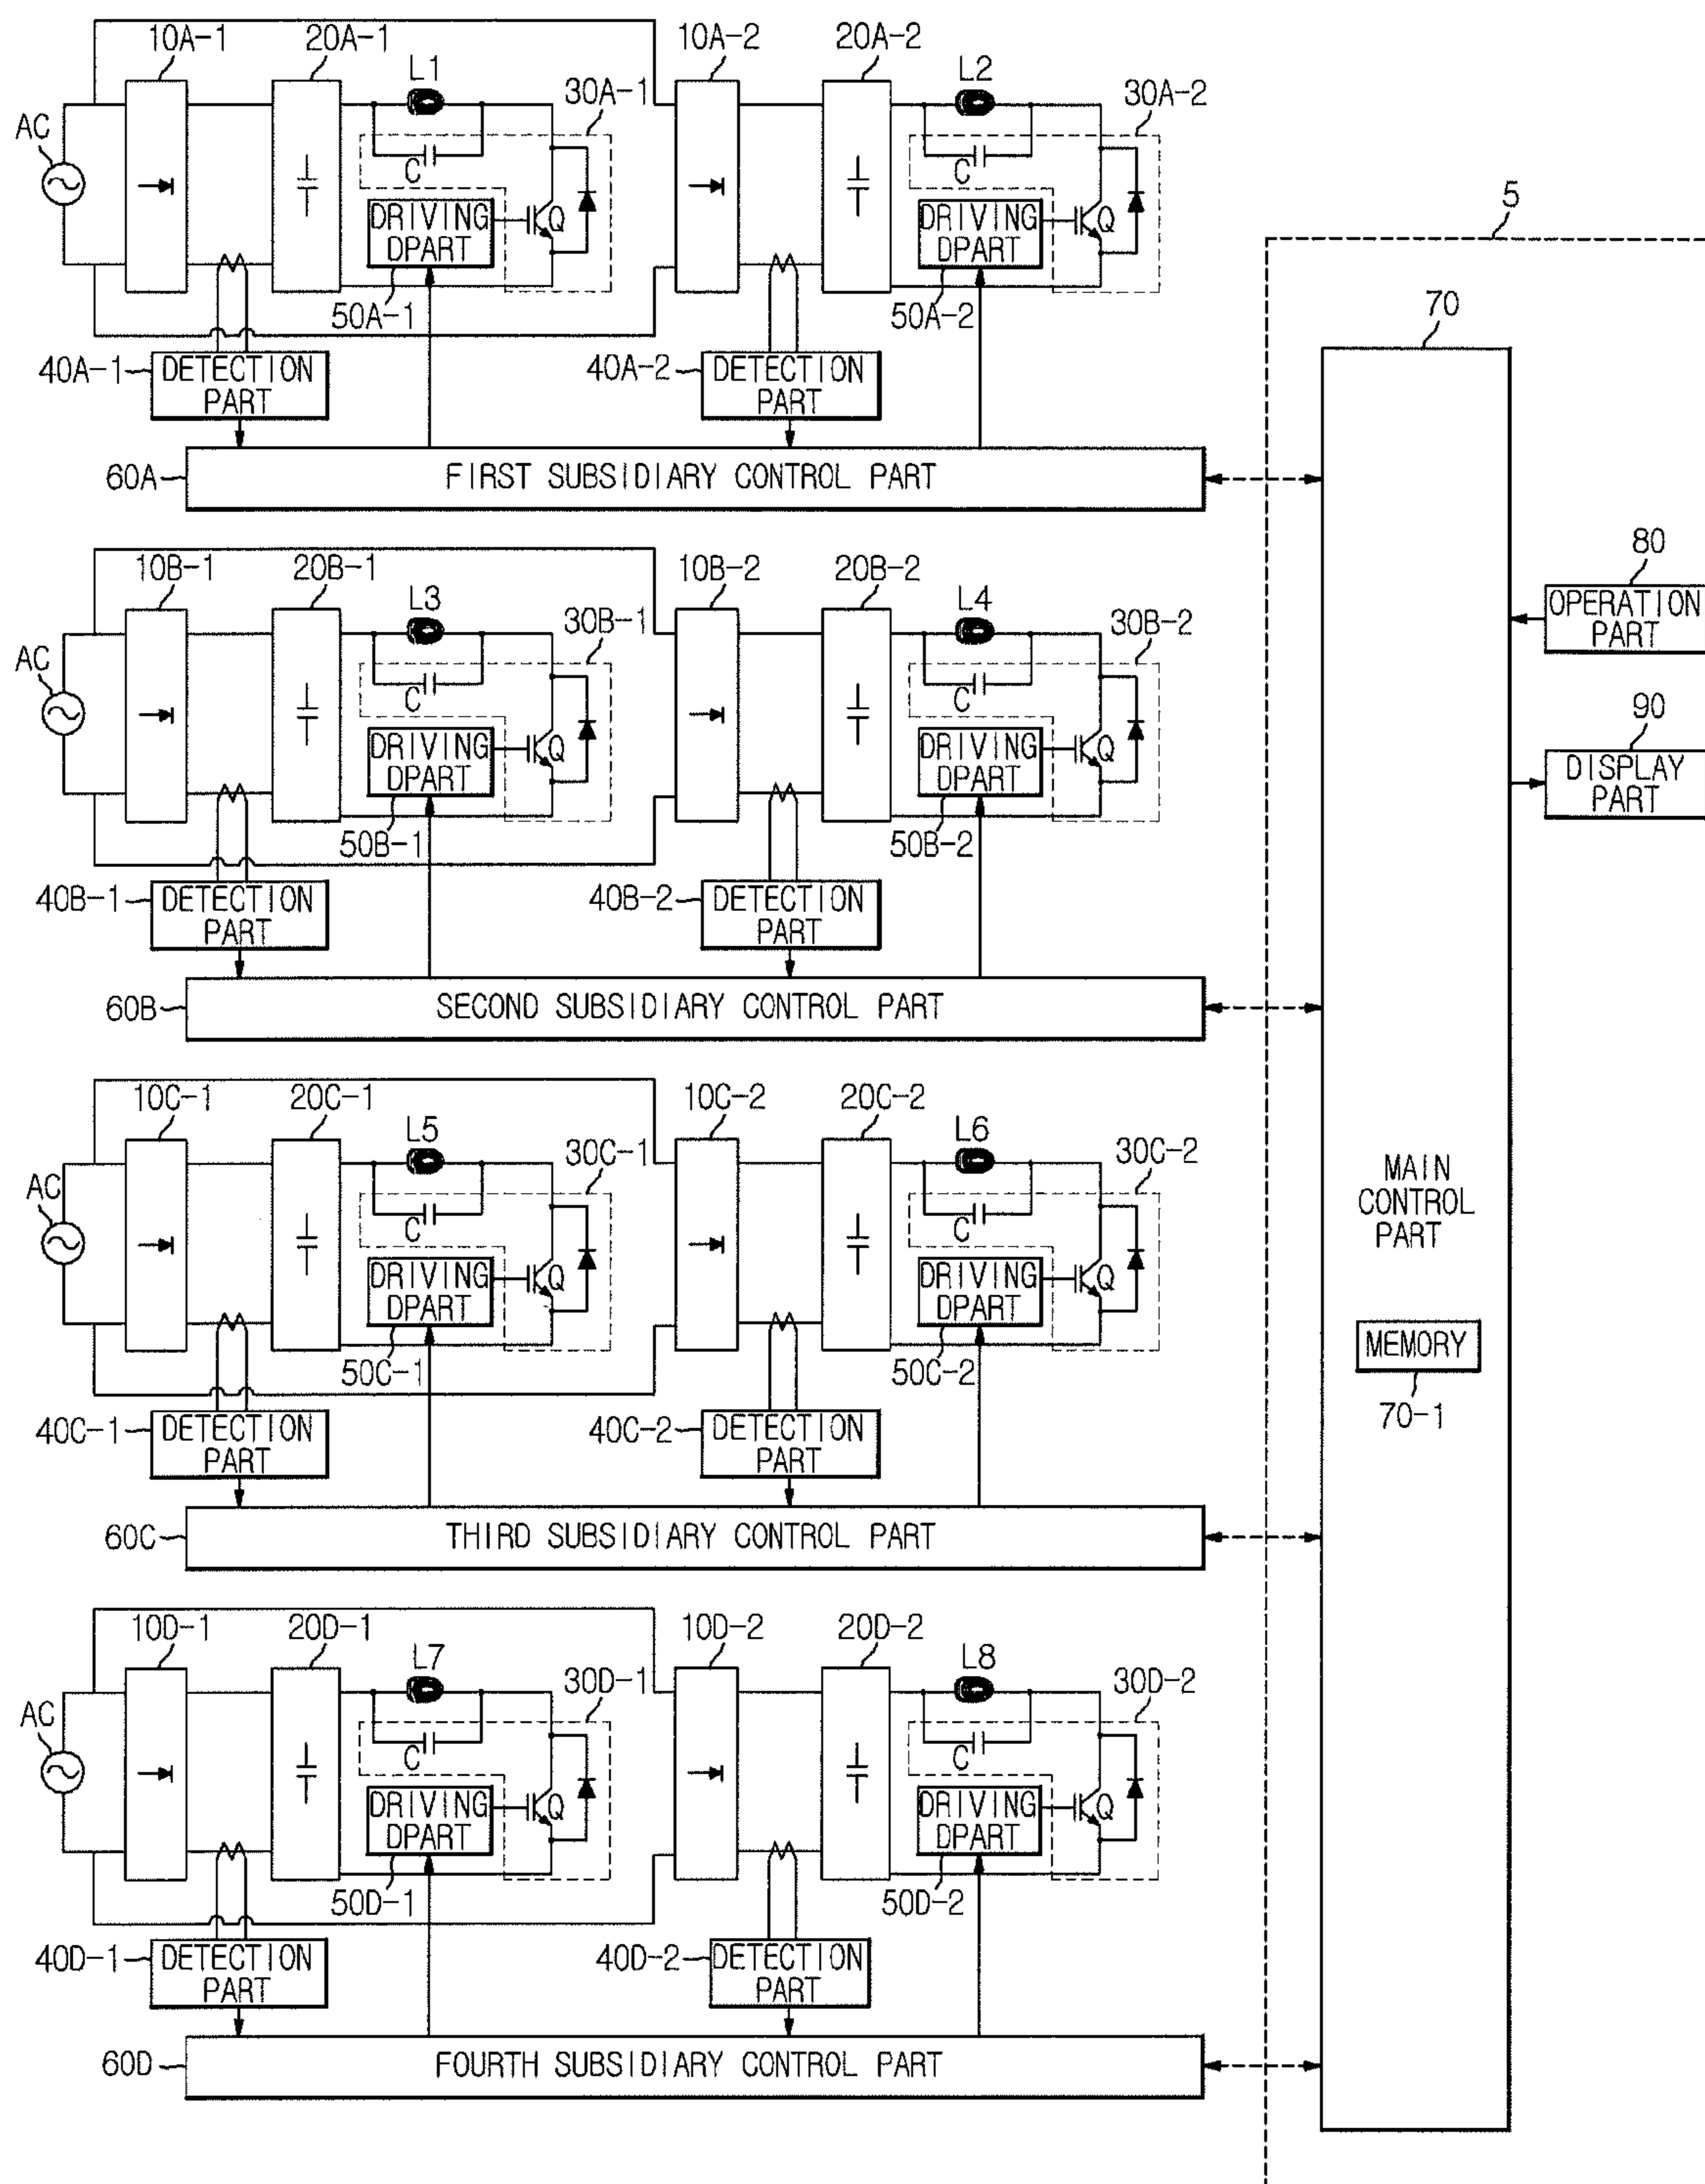 10A-1
20A-1
L1
30A-1
10A-2
20A-2
L2
30A-2
AC
C
DRIVING
DPART
Q
C
DRIVING
DPART
Q
50A-1
50A-2
40A-1
DETECTION
PART
40A-2
DETECTION
PART
60A
FIRST SUBSIDIARY CONTROL PART
10B-1
20B-1
L3
30B-1
10B-2
20B-2
L4
30B-2
AC
C
DRIVING
DPART
Q
C
DRIVING
DPART
Q
50B-1
50B-2
40B-1
DETECTION
PART
40B-2
DETECTION
PART
60B
SECOND SUBSIDIARY CONTROL PART
10C-1
20C-1
L5
30C-1
10C-2
20C-2
L6
30C-2
AC
C
DRIVING
DPART
Q
C
DRIVING
DPART
Q
50C-1
50C-2
40C-1
DETECTION
PART
40C-2
DETECTION
PART
60C
THIRD SUBSIDIARY CONTROL PART
10D-1
20D-1
L7
30D-1
10D-2
20D-2
L8
30D-2
AC
C
DRIVING
DPART
Q
C
DRIVING
DPART
Q
50D-1
50D-2
40D-1
DETECTION
PART
40D-2
DETECTION
PART
60D
FOURTH SUBSIDIARY CONTROL PART
5
70
MAIN
CONTROL
PART
MEMORY
70-1
80
OPERATION
PART
90
DISPLAY
PART